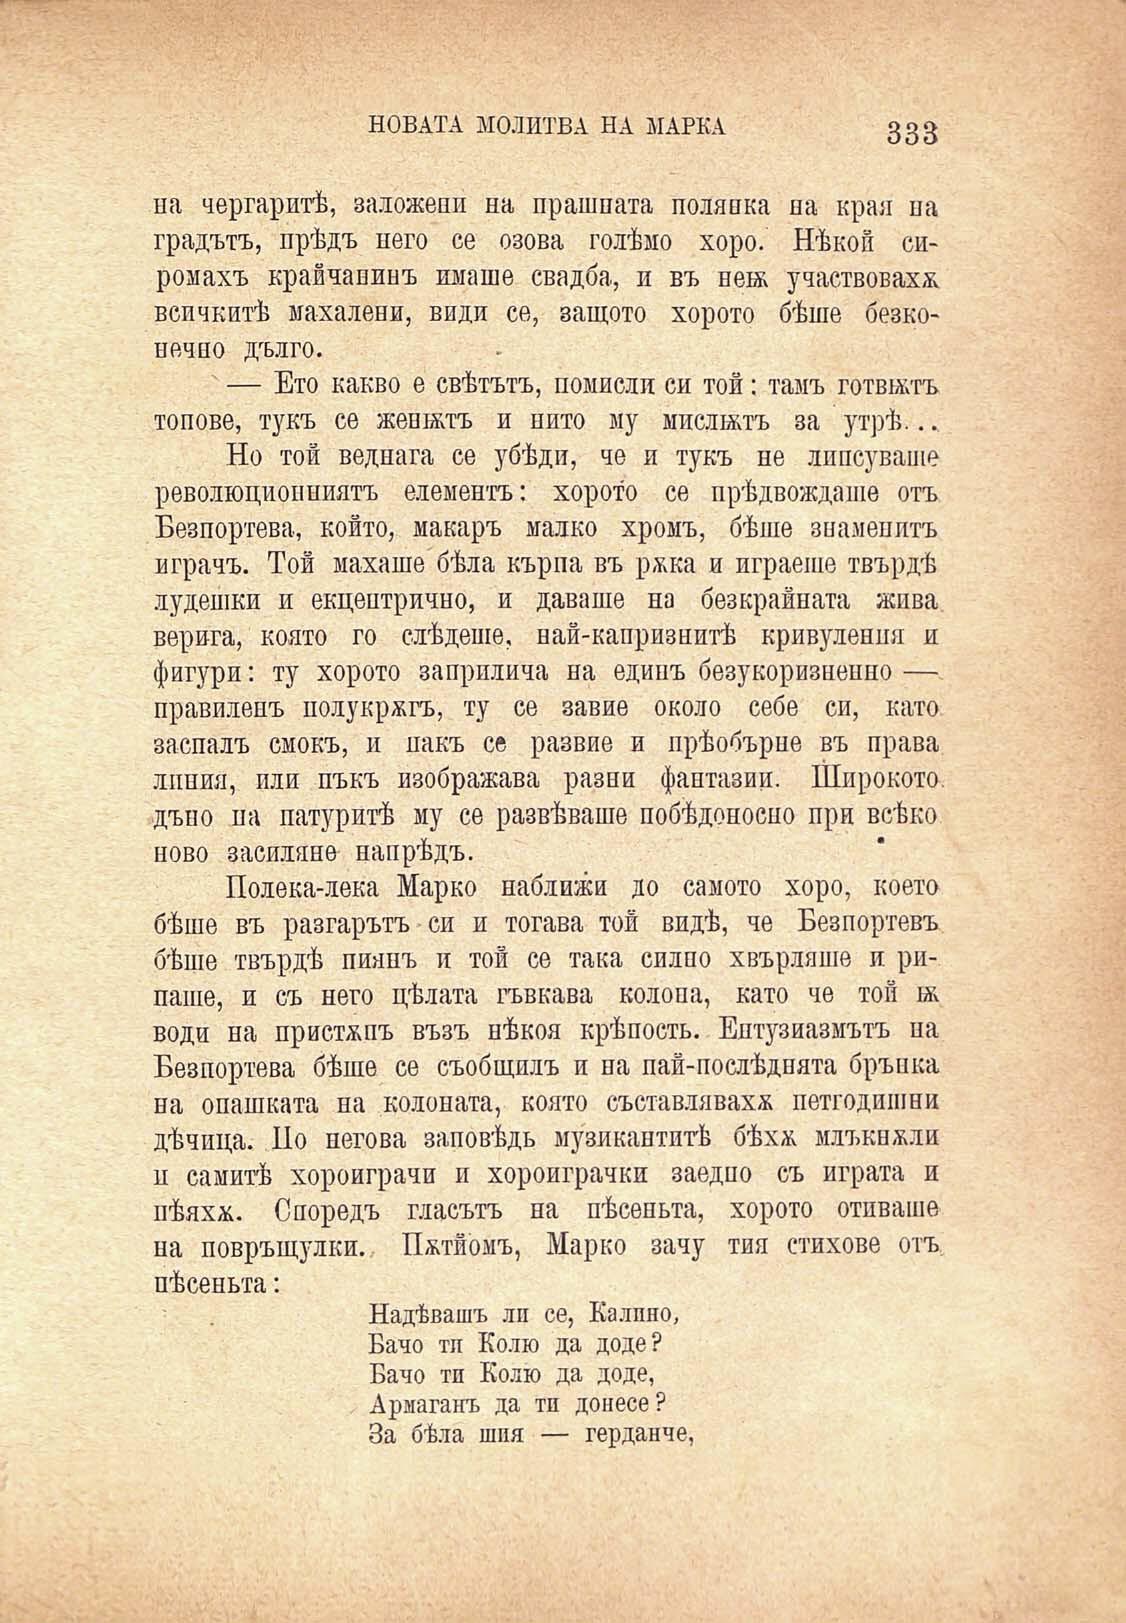 НОВАТА МОЛИТВА НА МАРКА 333
на чергаритѣ, заложени на прашната полянка на края на
градътъ, прѣдъ него се озова голѣмо хоро. Нѣкой си-
ромахъ крайчанинъ имаше свадба, и въ неѭ участвовахѫ
всичкитѣ махалени, види се, защото хорото бѣше безко-
нечно дълго.
— Ето какво е свѣтътъ, помисли си той: тамъ готвѭтъ
топове, тукъ се женѭтъ и нито му мислѭтъ за утрѣ...
Но той веднага се убѣди, че и тукъ не липсуваше
революционниятъ елементъ: хорото се прѣдвождаше отъ
Безпортева, който, макаръ малко хромъ, бѣше знаменитъ
играчъ. Той махаше бѣла кърпа въ рѫка и играеше твърдѣ
лудешки и екцентрично, и даваше на безкрайната жива
верига, която го слѣдеше, най-капризнитѣ кривуления и
фигури: ту хорото заприлича на единъ безукоризненно —
правиленъ полукрѫгъ, ту се завие около себе си, като
заспалъ смокъ, и пакъ се развие и прѣобърне въ права
линия, или пъкъ изображава разни фантазии. Широкото
дъно на патуритѣ му се развѣваше побѣдоносно при всѣко
ново засиляне напрѣдъ.
Полека-лека Марко наближи до самото хоро, което
бѣше въ разгарътъ си и тогава той видѣ, че Безпортевъ
бѣше твърдѣ пиянъ и той се така силно хвърляше и ри-
паше, и съ него цѣлата гъвкава колона, като че той ѭ
води на пристѫпъ възъ нѣкоя крѣпость. Ентузиазмътъ на
Безпортева бѣше се съобщилъ и на най-послѣднята брънка
на опашката на колоната, която съставлявахѫ петгодишни
дѣчица. По негова заповѣдь музикантитѣ бѣхѫ млъкнѫли
и самитѣ хороиграчи и хороиграчки заедно съ играта и
пѣяхѫ. Споредъ гласътъ на пѣсеньта, хорото отиваше
на повръщулки. Пѫтйомъ, Марко зачу тия стихове отъ
пѣсеньта:
Надѣвашъ ли се, Калино,
Бачо ти Колю да доде?
Бачо ти Колю да доде,
Армаганъ да ти донесе?
За бѣла шия — герданче,